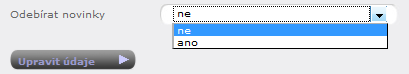 Odebírat novinky ne
ne
ano
Upravit údaje